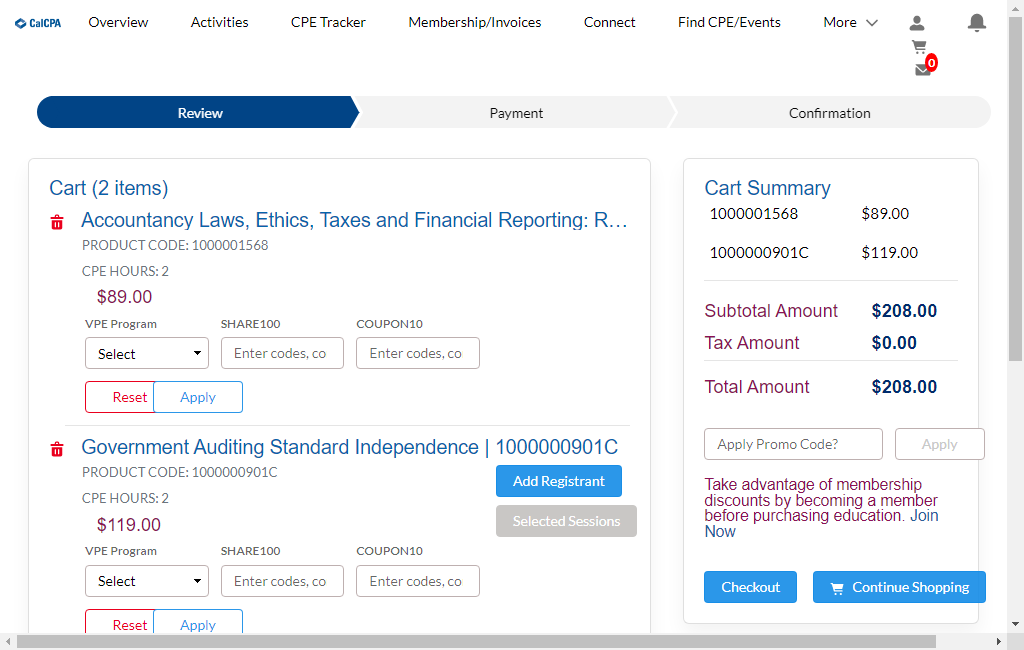 CalCPA
Overview
Activities
CPE Tracker
Membership/Invoices
Connect
Find CPE/Events
More
0
Review
Payment
Confirmation
Cart (2 items)
Accountancy Laws, Ethics, Taxes and Financial Reporting: R...
PRODUCT CODE: 1000001568
CPE HOURS: 2
$89.00
VPE Program
SHARE100
COUPON10
Select
Enter codes, co
Enter codes, co
Reset
Apply
Government Auditing Standard Independence | 1000000901C
PRODUCT CODE: 1000000901C
Add Registrant
CPE HOURS: 2
Selected Sessions
$119.00
VPE Program
SHARE100
COUPON10
Select
Enter codes, co
Enter codes, co
Reset
Apply
Cart Summary
1000001568 $89.00
1000000901C $119.00
Subtotal Amount $208.00
Tax Amount $0.00
Total Amount $208.00
Apply Promo Code?
Apply
Take advantage of membership
discounts by becoming a member
before purchasing education. Join
Now
Checkout
Continue Shopping